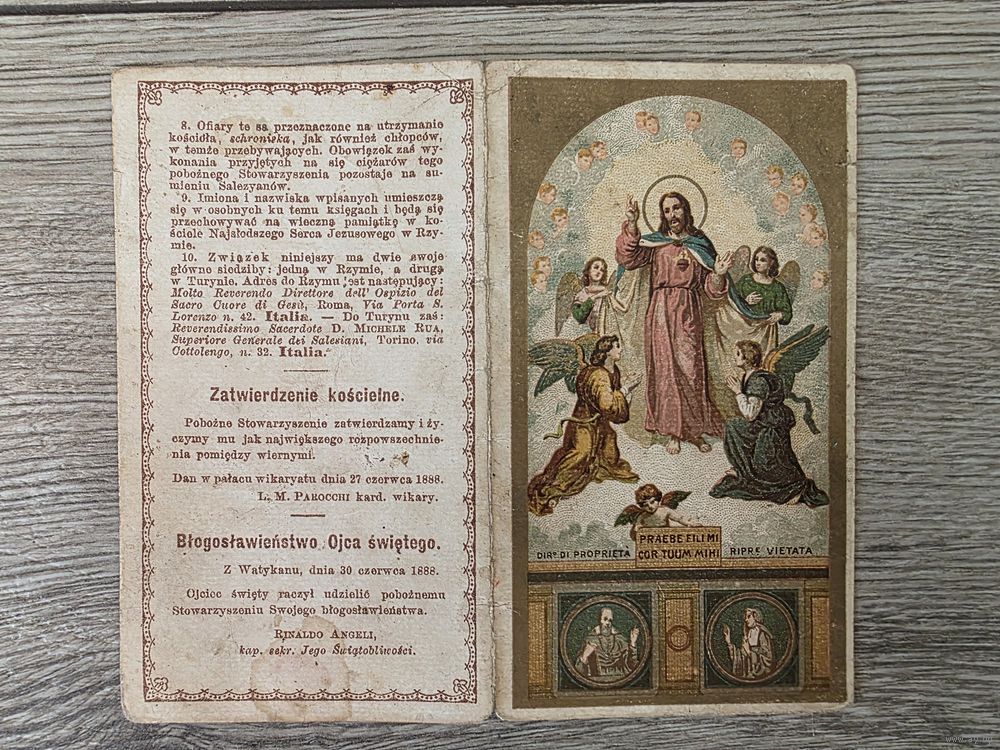 8. Ofiary te są przeznaczone na utrzymanie
kościoła, schroniska, jak również chłopców,
w temże przebywających. Obowiązek zaś wy-
konania przyjętych na się ciężarów tego
pobożnego Stowarzyszenia pozostaje na su-
mieniu Salezyanów.
9. Imiona i nazwiska wpisanych umieszczą
się w osobnych ku temu księgach i będą się
przechowywać na wieczną pamiątkę w ko-
ściele Najsłodszego Serca Jezusowego w Rzy-
mie.
10. Związek niniejszy ma dwie swoje
główne siedziby: jedną w Rzymie, a drugą
w Turynie. Adres do Rzymu jest następujący:
Molto Reverendo Direttore dell' Ospizio del
Sacro Cuore di Gesù, Roma, Via Porta S.
Lorenzo n. 42. Italia. — Do Turynu zaś:
Reverendissimo Sacerdote D. MICHELE RUA,
Superiore Generale dei Salesiani, Torino, via
Cottolengo, n. 32. Italia."
Zatwierdzenie kościelne.
Pobożne Stowarzyszenie zatwierdzamy i ży-
czymy mu jak największego rozpowszechnie-
nia pomiędzy wiernymi.
Dan w pałacu wikaryatu dnia 27 czerwca 1888.
L. M. PAROCCHI kard. wikary.
Błogosławieństwo Ojca świętego.
Z Watykanu, dnia 30 czerwca 1888.
Ojciec święty raczył udzielić pobożnemu
Stowarzyszeniu Swojego błogosławieństwa.
RINALDO ANGELI,
kap. sekr. Jego Świątobliwości.
PRAEBE FILI MI
COR TUUM MIHI
DIRº DI PROPRIETA
RIPRE VIETATA